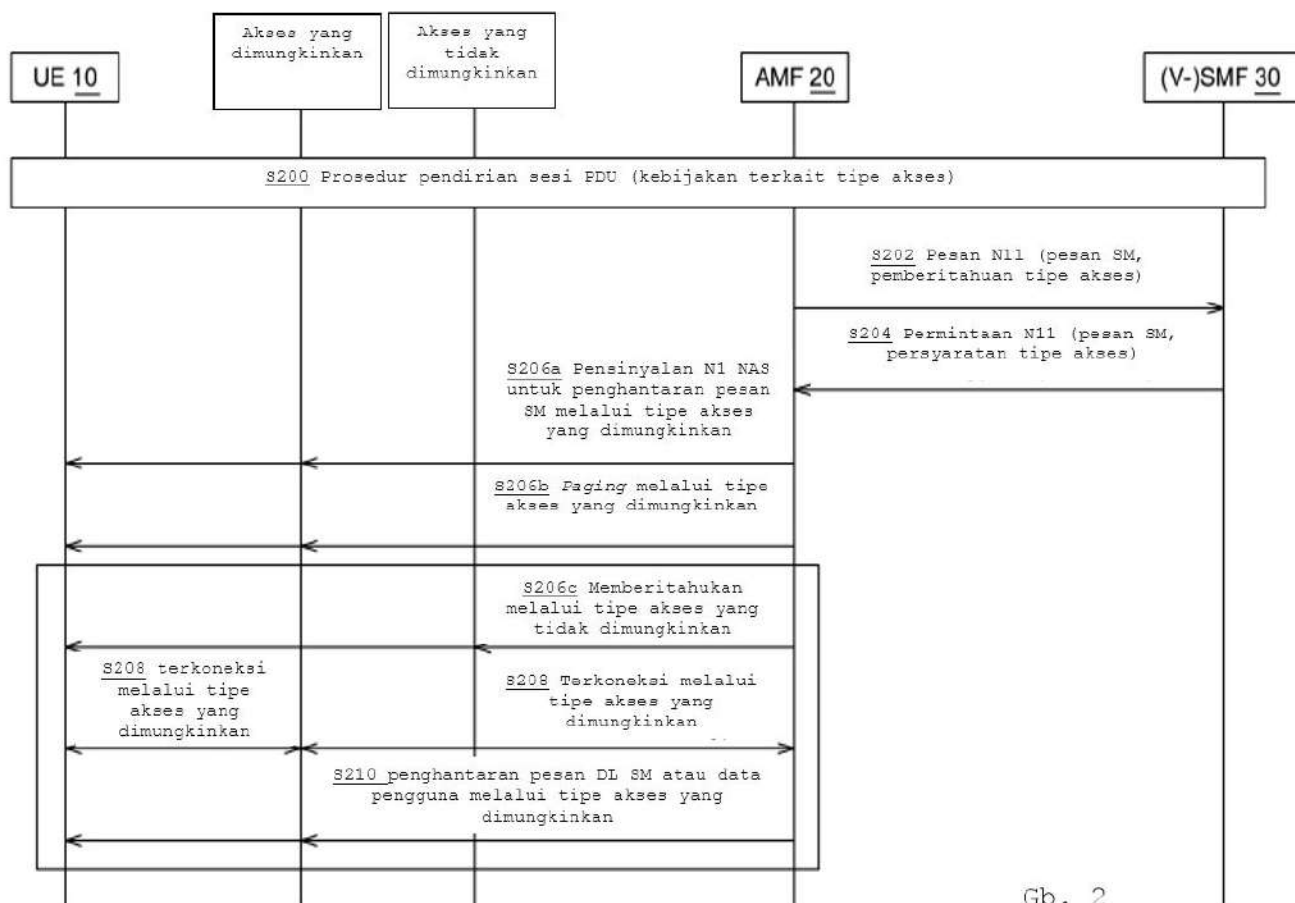 Akses yang
dimungkinkan
Akses yang
tidak
dimungkinkan
UE 10
AMF 20
(V-)SMF 30
S200 Prosedur pendirian sesi PDU (kebijakan terkait tipe akses)
S202 Pesan N11 (pesan SM,
pemberitahuan tipe akses)
S204 Permintaan N11 (pesan SM,
persyaratan tipe akses)
S206a Pensinyalan N1 NAS
untuk penghantaran pesan
SM melalui tipe akses
yang dimungkinkan
S206b Paging melalui tipe
akses yang dimungkinkan
S206c Memberitahukan
melalui tipe akses yang
tidak dimungkinkan
S208 terkoneksi
melalui tipe
akses yang
dimungkinkan
S208 Terkoneksi melalui
tipe akses yang
dimungkinkan
S210 penghantaran pesan DL SM atau data
pengguna melalui tipe akses yang
dimungkinkan
Gb. 2